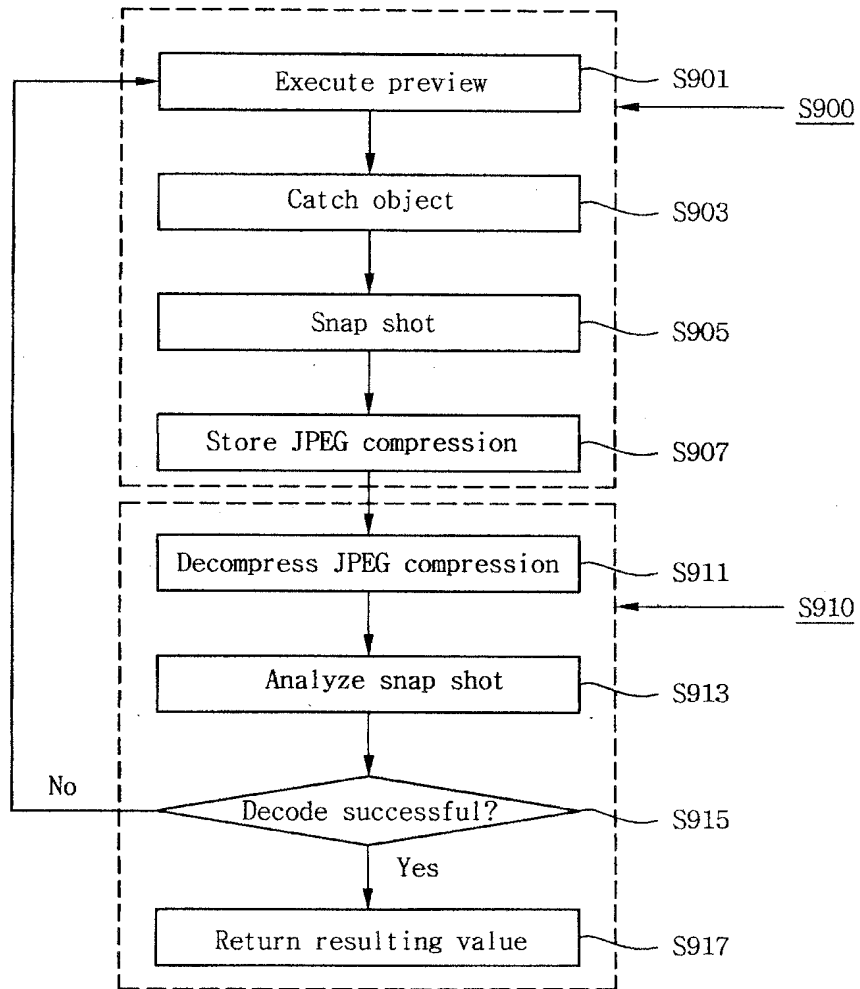 Execute preview
S901
S900
Catch object
S903
Snap shot
S905
Store JPEG compression
S907
Decompress JPEG compression
S911
S910
Analyze snap shot
S913
No
Decode successful?
S915
Yes
Return resulting value
S917